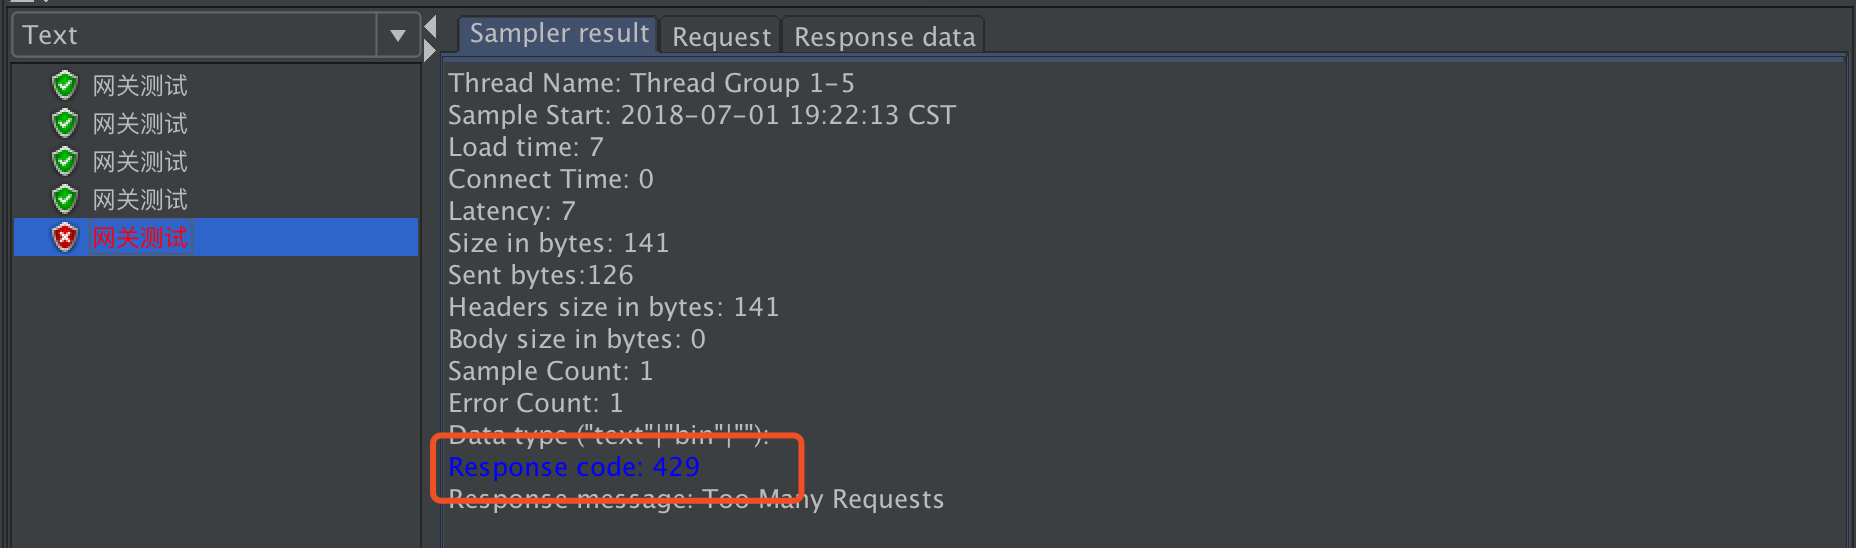 Text
网关测试
网关测试
网关测试
网关测试
网关测试
Sampler result
Request
Response data
Thread Name: Thread Group 1-5
Sample Start: 2018-07-01 19:22:13 CST
Load time: 7
Connect Time: 0
Latency: 7
Size in bytes: 141
Sent bytes:126
Headers size in bytes: 141
Body size in bytes: 0
Sample Count: 1
Error Count: 1
Data type ("text"|"bin"|""):
Response code: 429
Response message: Too Many Requests